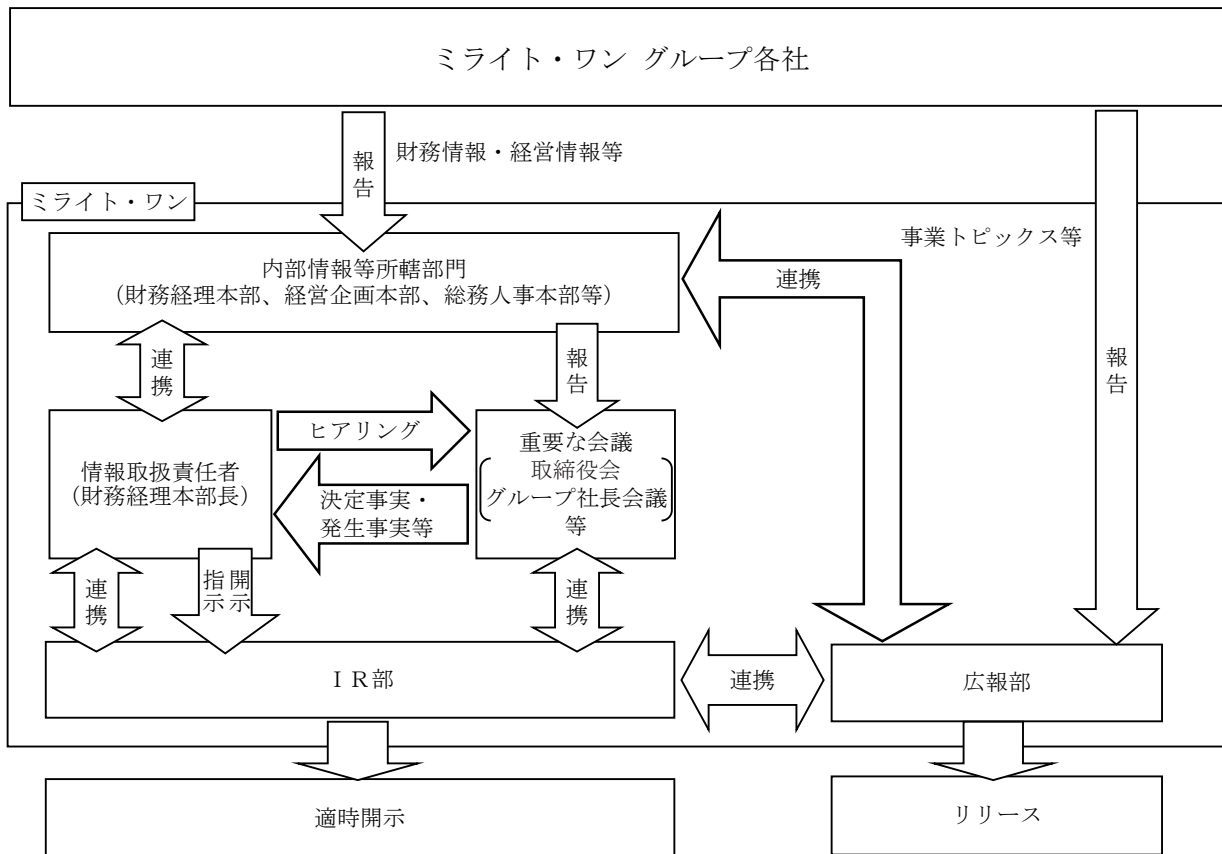 ミライト・ワン グループ各社
報告
財務情報・経営情報等
ミライト・ワン
事業トピックス等
内部情報等所轄部門
（財務経理本部、経営企画本部、総務人事本部等）
連携
連携
報告
報告
ヒアリング
重要な会議
取締役会
グループ社長会議
等
情報取扱責任者
（財務経理本部長）
決定事実・
発生事実等
連携
開示
指示
連携
ＩＲ部
連携
広報部
適時開示
リリース